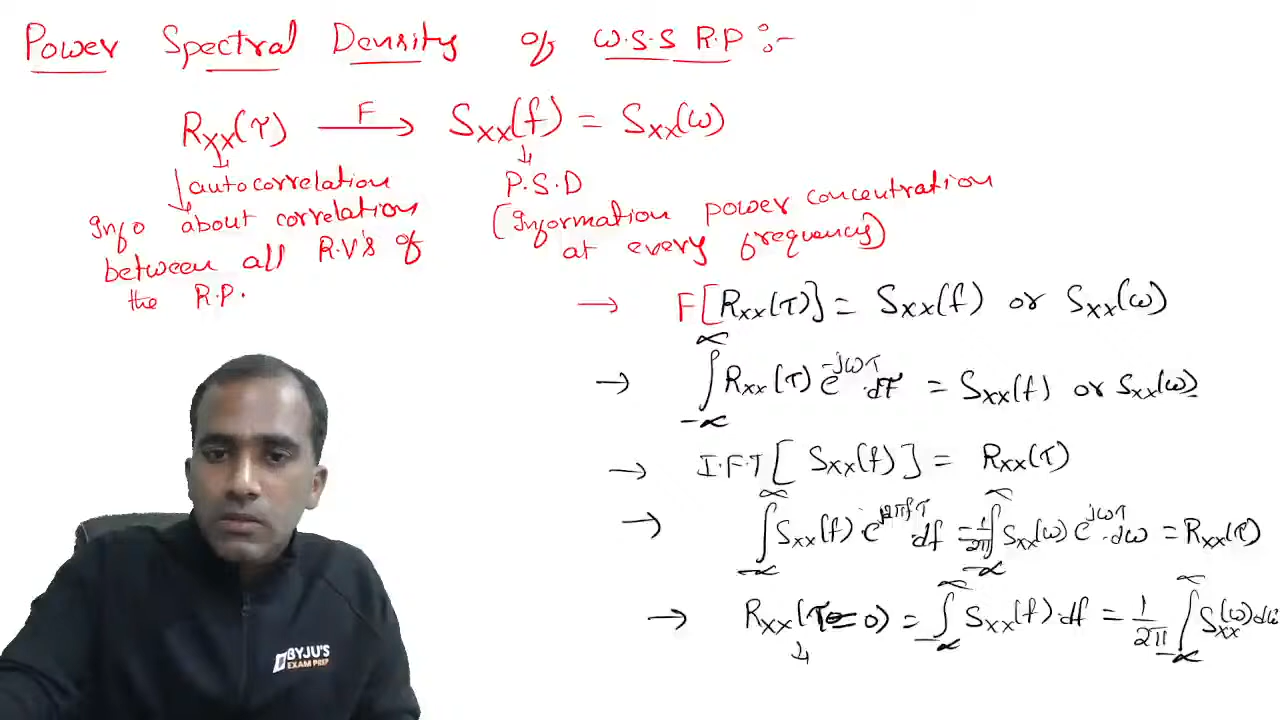 Power Spectral Density of W.S.S R.P :-
Rxx(τ) F→ Sxx(f) = Sxx(ω)
autocorrelation
Info about correlation
between all R.V's of
the R.P.
P.S.D
(Information power concentration
at every frequency)
→ F[Rxx(τ)] = Sxx(f) or Sxx(ω)
→ ∫_{-∞}^{∞} Rxx(τ) e^{-jωτ}.dτ = Sxx(f) or Sxx(ω)
→ I.F.T[ Sxx(f) ] = Rxx(τ)
→ ∫_{-∞}^{∞} Sxx(f).e^{j2πfτ}.df = 1/2π ∫_{-∞}^{∞} Sxx(ω) e^{jωτ}.dω = Rxx(τ)
→ Rxx(τ=0) = ∫_{-∞}^{∞} Sxx(f).df = 1/2π ∫_{-∞}^{∞} Sxx(ω)dω
BYJU'S
EXAM PREP